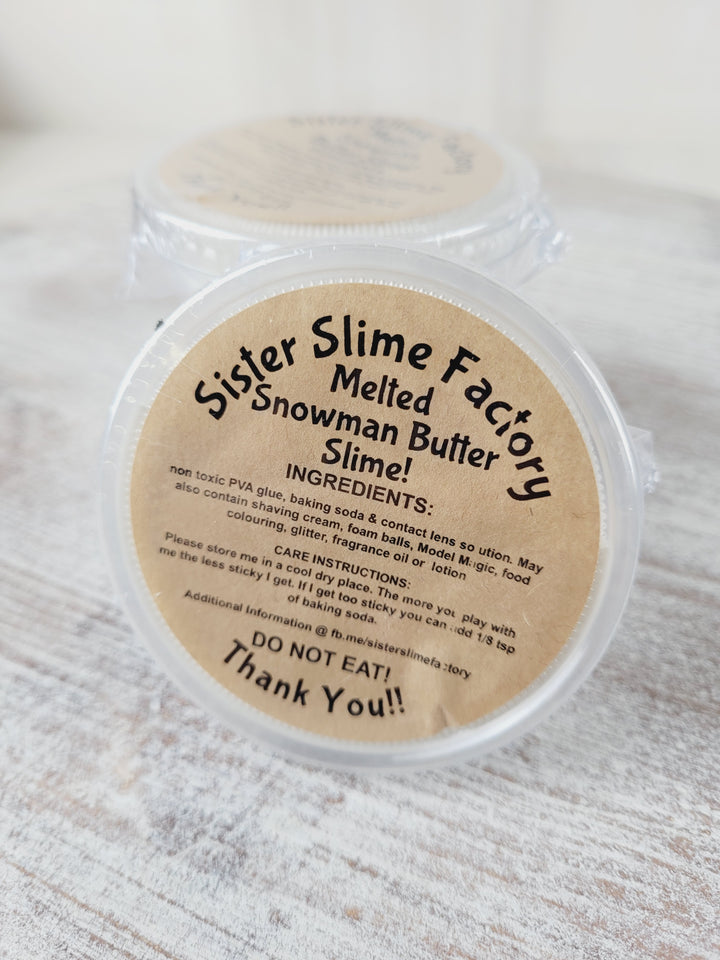 Sister Slime Factory
Melted
Snowman Butter
Slime!
INGREDIENTS:
non toxic PVA glue, baking soda & contact lens so ution. May
also contain shaving cream, foam balls, Model Magic, food
colouring, glitter, fragrance oil or lotion
CARE INSTRUCTIONS:
Please store me in a cool dry place. The more you play with
me the less sticky I get. If I get too sticky you can add 1/8 tsp
of baking soda.
Additional Information @ fb.me/sisterslimefactory
DO NOT EAT!
Thank You!!